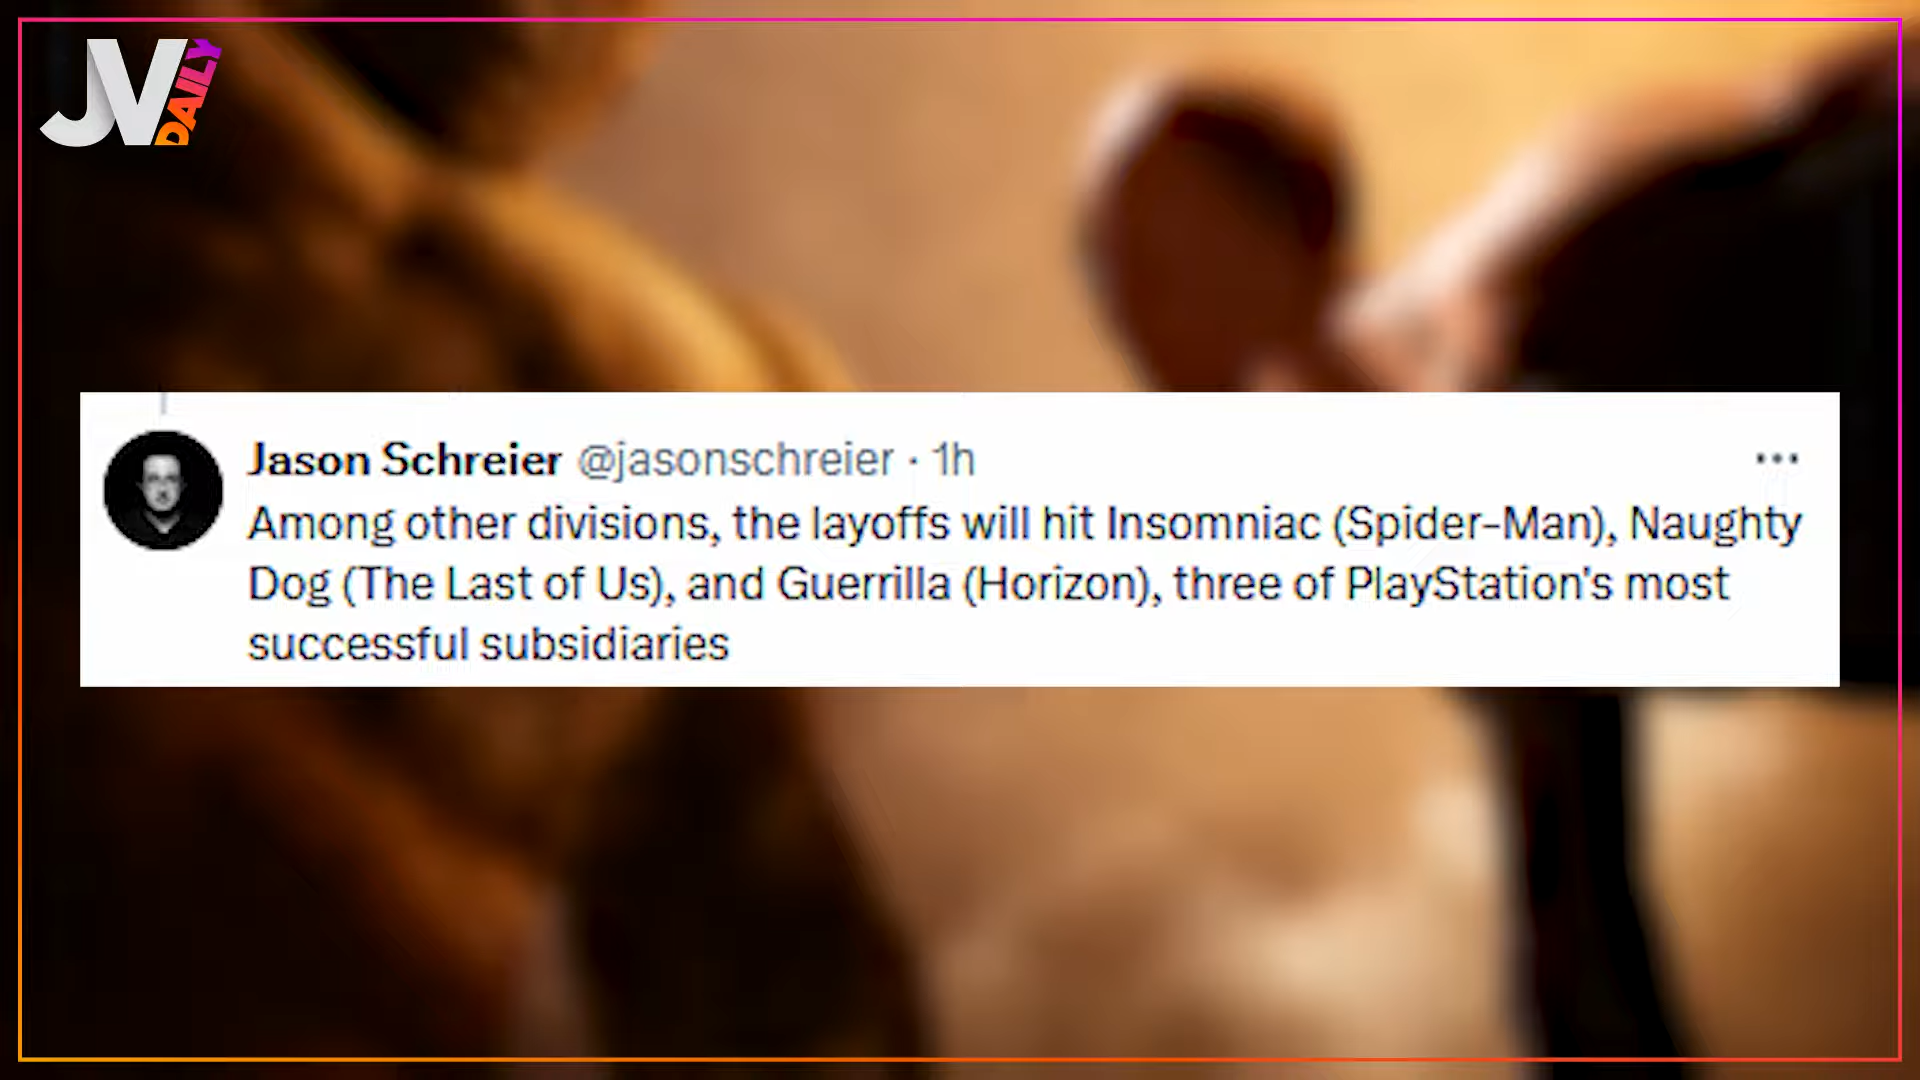 JV DAILY
Jason Schreier @jasonschreier · 1h
Among other divisions, the layoffs will hit Insomniac (Spider-Man), Naughty
Dog (The Last of Us), and Guerrilla (Horizon), three of PlayStation's most
successful subsidiaries